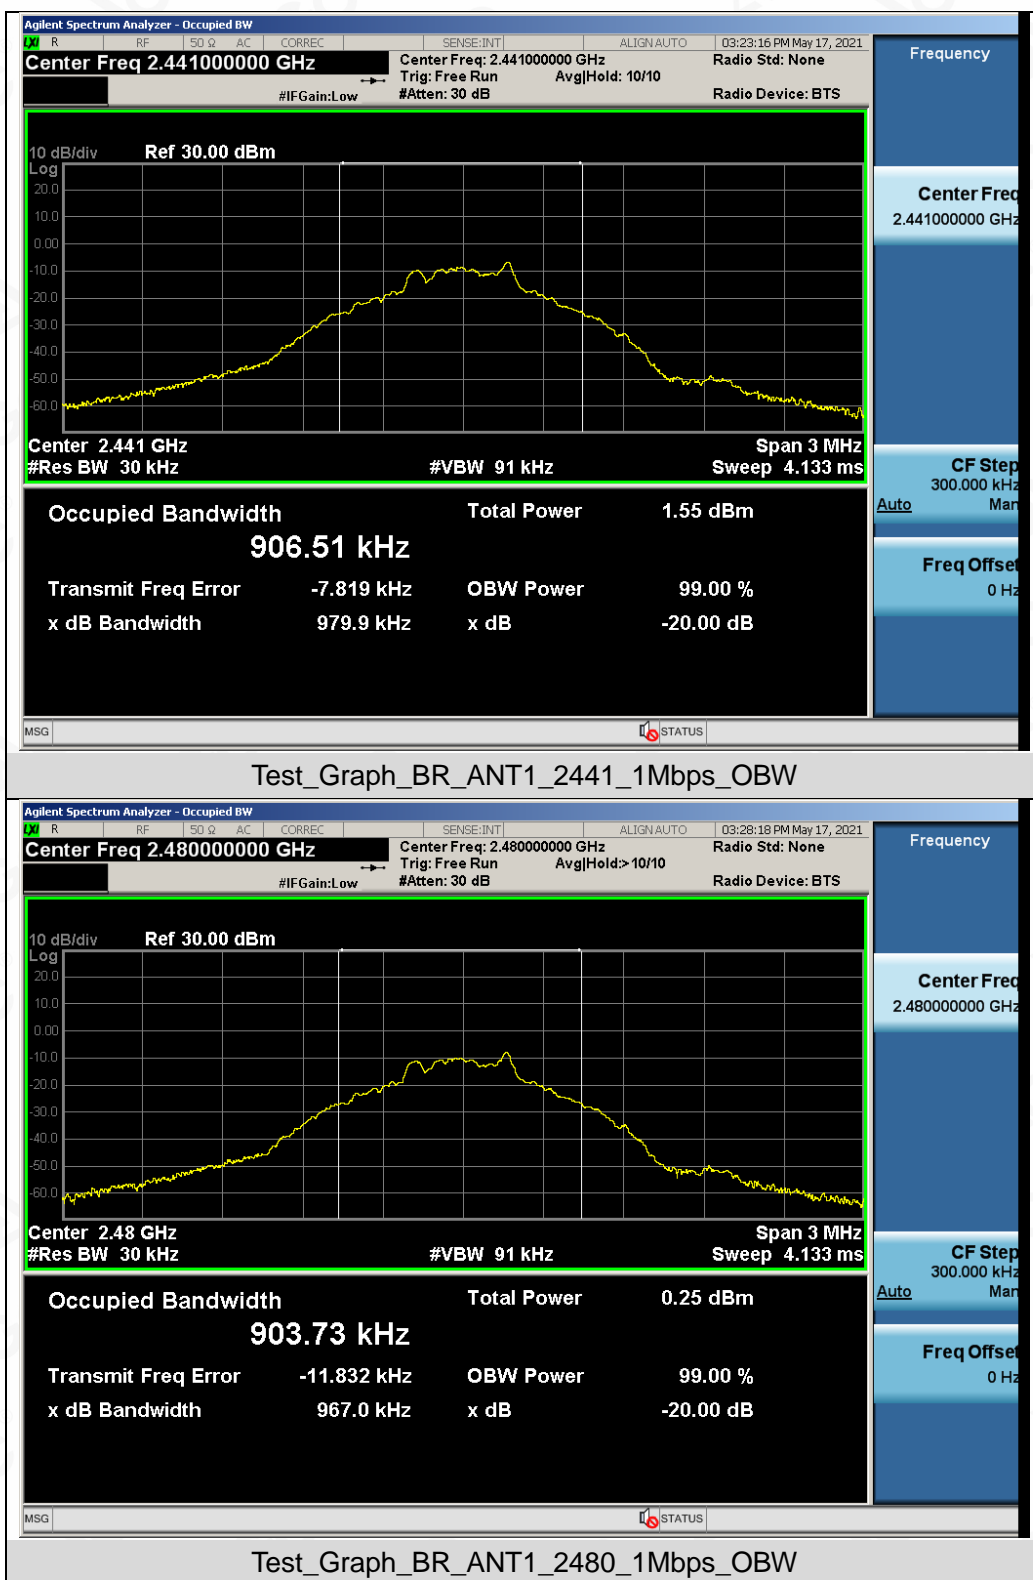 Agilent Spectrum Analyzer - Occupied BW
LXI R RF 50 Ω AC CORREC SENSE:INT ALIGN AUTO 03:23:16 PM May 17, 2021
Center Freq 2.441000000 GHz
Center Freq: 2.441000000 GHz
Radio Std: None
Trig: Free Run Avg|Hold: 10/10
#IFGain:Low #Atten: 30 dB Radio Device: BTS
Frequency
10 dB/div Ref 30.00 dBm
Log
20.0
10.0
0.00
-10.0
-20.0
-30.0
-40.0
-50.0
-60.0
Center Freq
2.441000000 GHz
Center 2.441 GHz Span 3 MHz
#Res BW 30 kHz #VBW 91 kHz Sweep 4.133 ms
CF Step
300.000 kHz
Auto Man
Occupied Bandwidth Total Power 1.55 dBm
906.51 kHz
Transmit Freq Error -7.819 kHz OBW Power 99.00 %
x dB Bandwidth 979.9 kHz x dB -20.00 dB
Freq Offset
0 Hz
MSG STATUS
Test_Graph_BR_ANT1_2441_1Mbps_OBW
Agilent Spectrum Analyzer - Occupied BW
LXI R RF 50 Ω AC CORREC SENSE:INT ALIGN AUTO 03:28:18 PM May 17, 2021
Center Freq 2.480000000 GHz
Center Freq: 2.480000000 GHz
Radio Std: None
Trig: Free Run Avg|Hold:>10/10
#IFGain:Low #Atten: 30 dB Radio Device: BTS
Frequency
10 dB/div Ref 30.00 dBm
Log
20.0
10.0
0.00
-10.0
-20.0
-30.0
-40.0
-50.0
-60.0
Center Freq
2.480000000 GHz
Center 2.48 GHz Span 3 MHz
#Res BW 30 kHz #VBW 91 kHz Sweep 4.133 ms
CF Step
300.000 kHz
Auto Man
Occupied Bandwidth Total Power 0.25 dBm
903.73 kHz
Transmit Freq Error -11.832 kHz OBW Power 99.00 %
x dB Bandwidth 967.0 kHz x dB -20.00 dB
Freq Offset
0 Hz
MSG STATUS
Test_Graph_BR_ANT1_2480_1Mbps_OBW